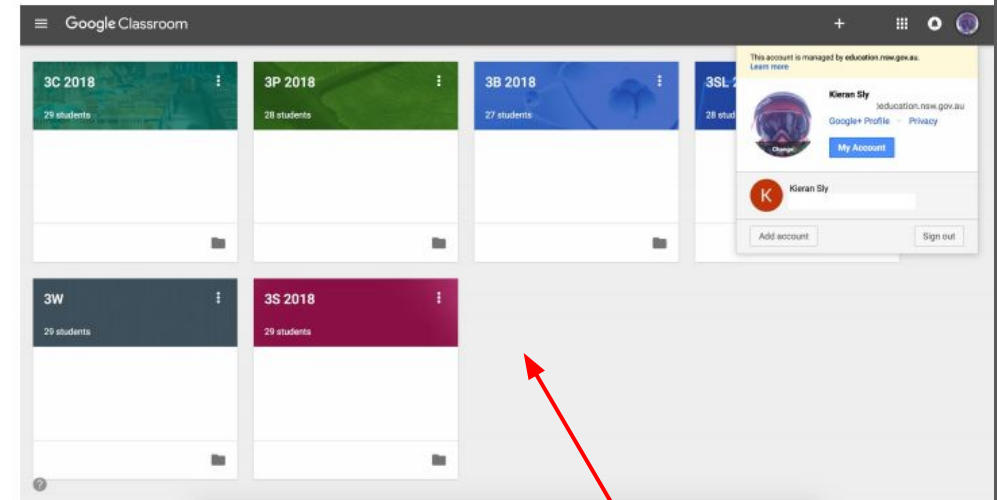 Google Classroom
3C 2018
29 students
3P 2018
28 students
3B 2018
27 students
3SL 2
28 stud
This account is managed by education.nsw.gov.au.
Learn more
Kieran Sly
education.nsw.gov.au
Google+ Profile – Privacy
Change
My Account
K
Kieran Sly
Add account
Sign out
3W
29 students
3S 2018
29 students
?